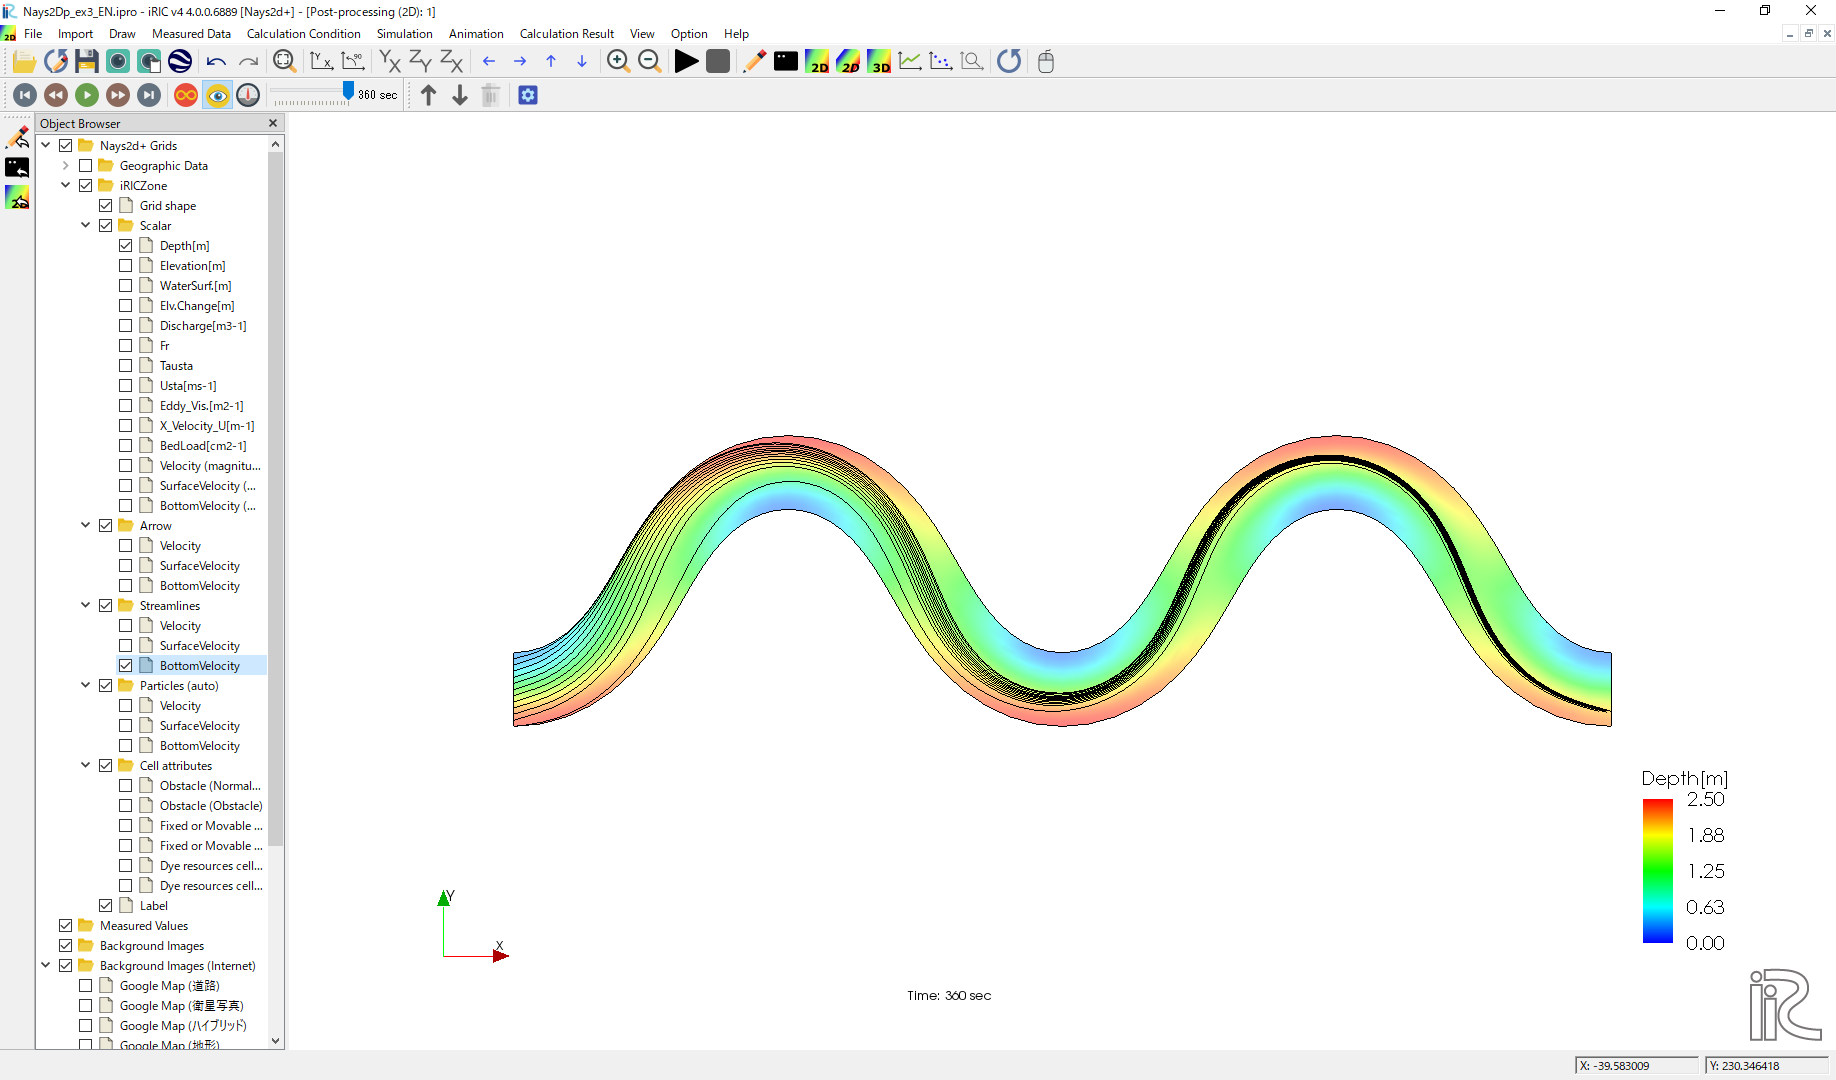 Nays2Dp_ex3_EN.ipro - iRIC v4 4.0.0.6889 [Nays2d+] - [Post-processing (2D): 1]
File Import Draw Measured Data Calculation Condition Simulation Animation Calculation Result View Option Help
2D 2D 3D
360 sec
Object Browser
Nays2d+ Grids
Geographic Data
iRICZone
Grid shape
Scalar
Depth[m]
Elevation[m]
WaterSurf.[m]
Elv.Change[m]
Discharge[m3-1]
Fr
Tausta
Usta[ms-1]
Eddy_Vis.[m2-1]
X_Velocity_U[m-1]
BedLoad[cm2-1]
Velocity (magnitu...
SurfaceVelocity (...
BottomVelocity (...
Arrow
Velocity
SurfaceVelocity
BottomVelocity
Streamlines
Velocity
SurfaceVelocity
BottomVelocity
Particles (auto)
Velocity
SurfaceVelocity
BottomVelocity
Cell attributes
Obstacle (Normal...
Obstacle (Obstacle)
Fixed or Movable ...
Fixed or Movable ...
Dye resources cell...
Dye resources cell...
Label
Measured Values
Background Images
Background Images (Internet)
Google Map (道路)
Google Map (衛星写真)
Google Map (ハイブリッド)
Google Map (地形)
Depth[m]
2.50
1.88
1.25
0.63
0.00
Y
X
Time: 360 sec
iRIC
X: -39.583009
Y: 230.346418